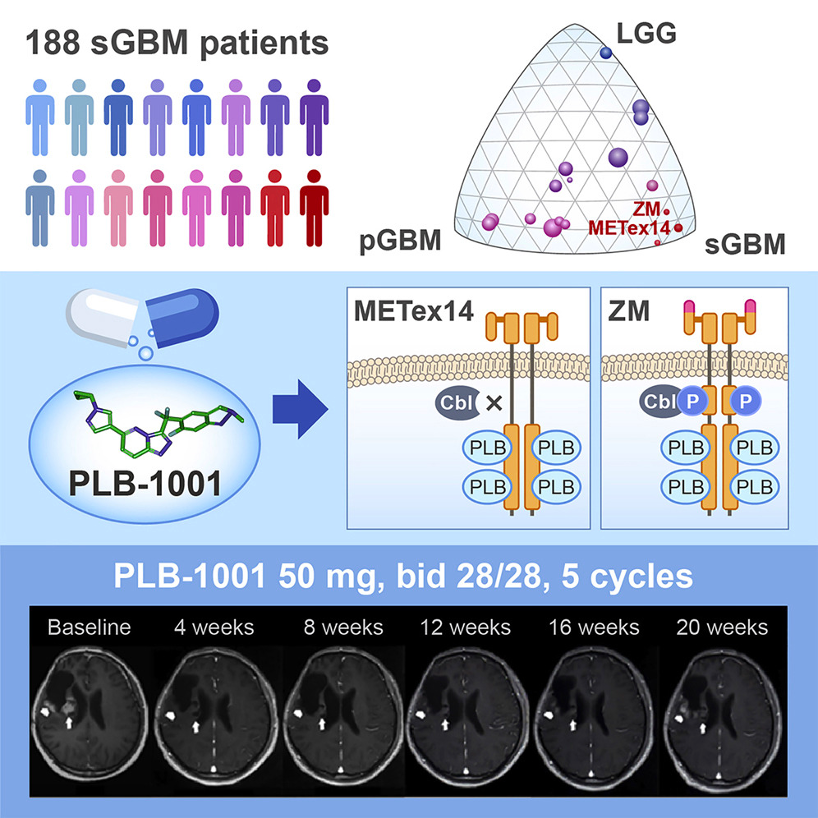 188 sGBM patients
LGG
ZM
METex14
pGBM
sGBM
PLB-1001
METex14
Cbl
PLB PLB
PLB PLB
ZM
Cbl P P
PLB PLB
PLB PLB
PLB-1001 50 mg, bid 28/28, 5 cycles
Baseline 4 weeks 8 weeks 12 weeks 16 weeks 20 weeks